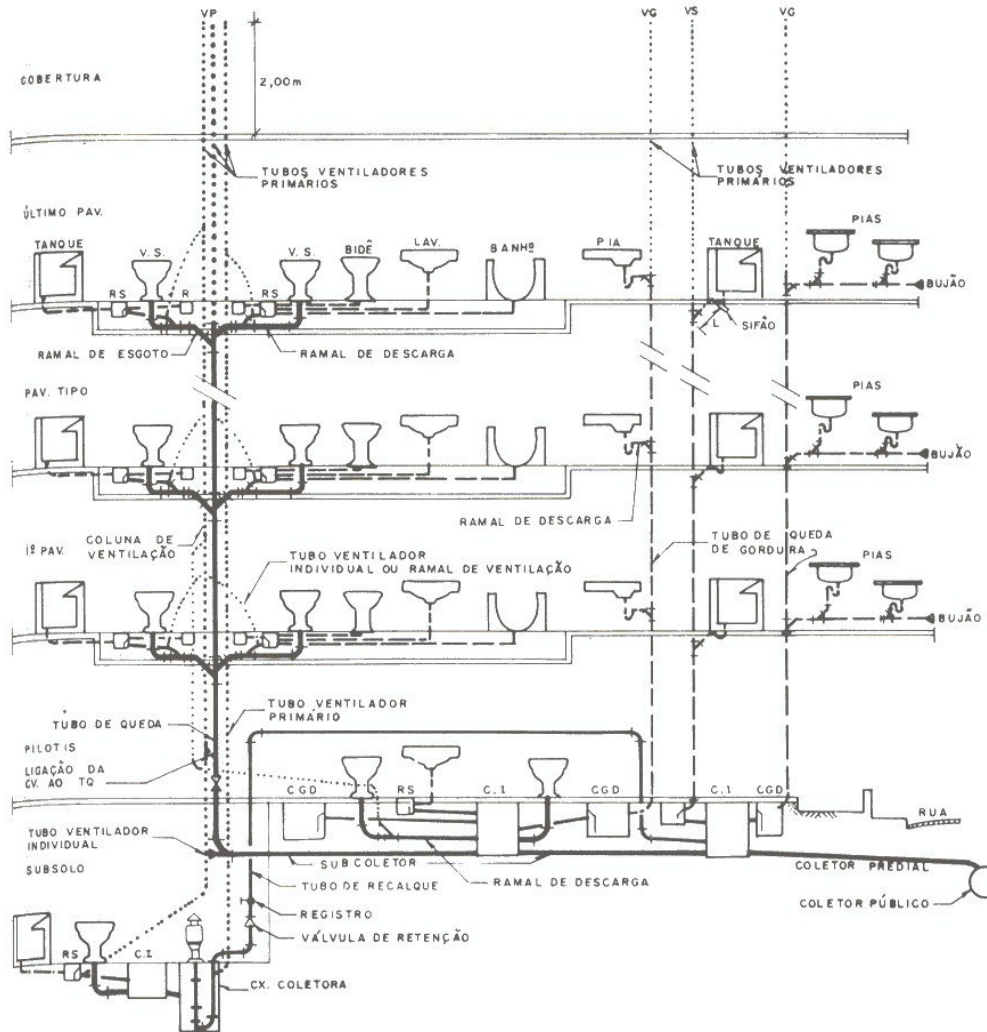 VP
VG
VS
VG
COBERTURA
2,00m
TUBOS VENTILADORES
PRIMÁRIOS
TUBOS VENTILADORES
PRIMÁRIOS
ÚLTIMO PAV.
TANQUE
V.S.
V.S.
BIDÊ
LAV.
BANHº
PIA
TANQUE
PIAS
RS
R
RS
BUJÃO
L
SIFÃO
RAMAL DE ESGOTO
RAMAL DE DESCARGA
PAV. TIPO
PIAS
BUJÃO
RAMAL DE DESCARGA
COLUNA DE
VENTILAÇÃO
1º PAV.
TUBO VENTILADOR
INDIVIDUAL OU RAMAL DE VENTILAÇÃO
TUBO DE QUEDA
DE GORDURA
PIAS
BUJÃO
TUBO VENTILADOR
PRIMÁRIO
TUBO DE QUEDA
PILOTIS
LIGAÇÃO DA
CV. AO TQ
CGD
RS
C.I
CGD
C.I
CGD
RUA
TUBO VENTILADOR
INDIVIDUAL
SUBSOLO
SUBCOLETOR
COLETOR PREDIAL
TUBO DE RECALQUE
RAMAL DE DESCARGA
COLETOR PÚBLICO
REGISTRO
VÁLVULA DE RETENÇÃO
RS
C.I
CX. COLETORA